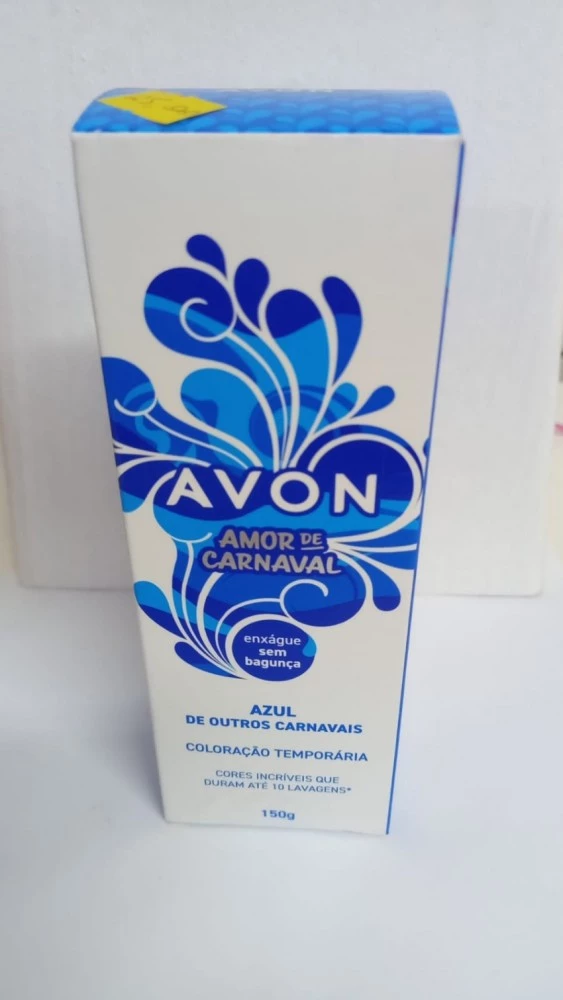 AVON
AMOR DE
CARNAVAL
enxágue
sem
bagunça
AZUL
DE OUTROS CARNAVAIS
COLORAÇÃO TEMPORÁRIA
CORES INCRÍVEIS QUE
DURAM ATÉ 10 LAVAGENS*
150g